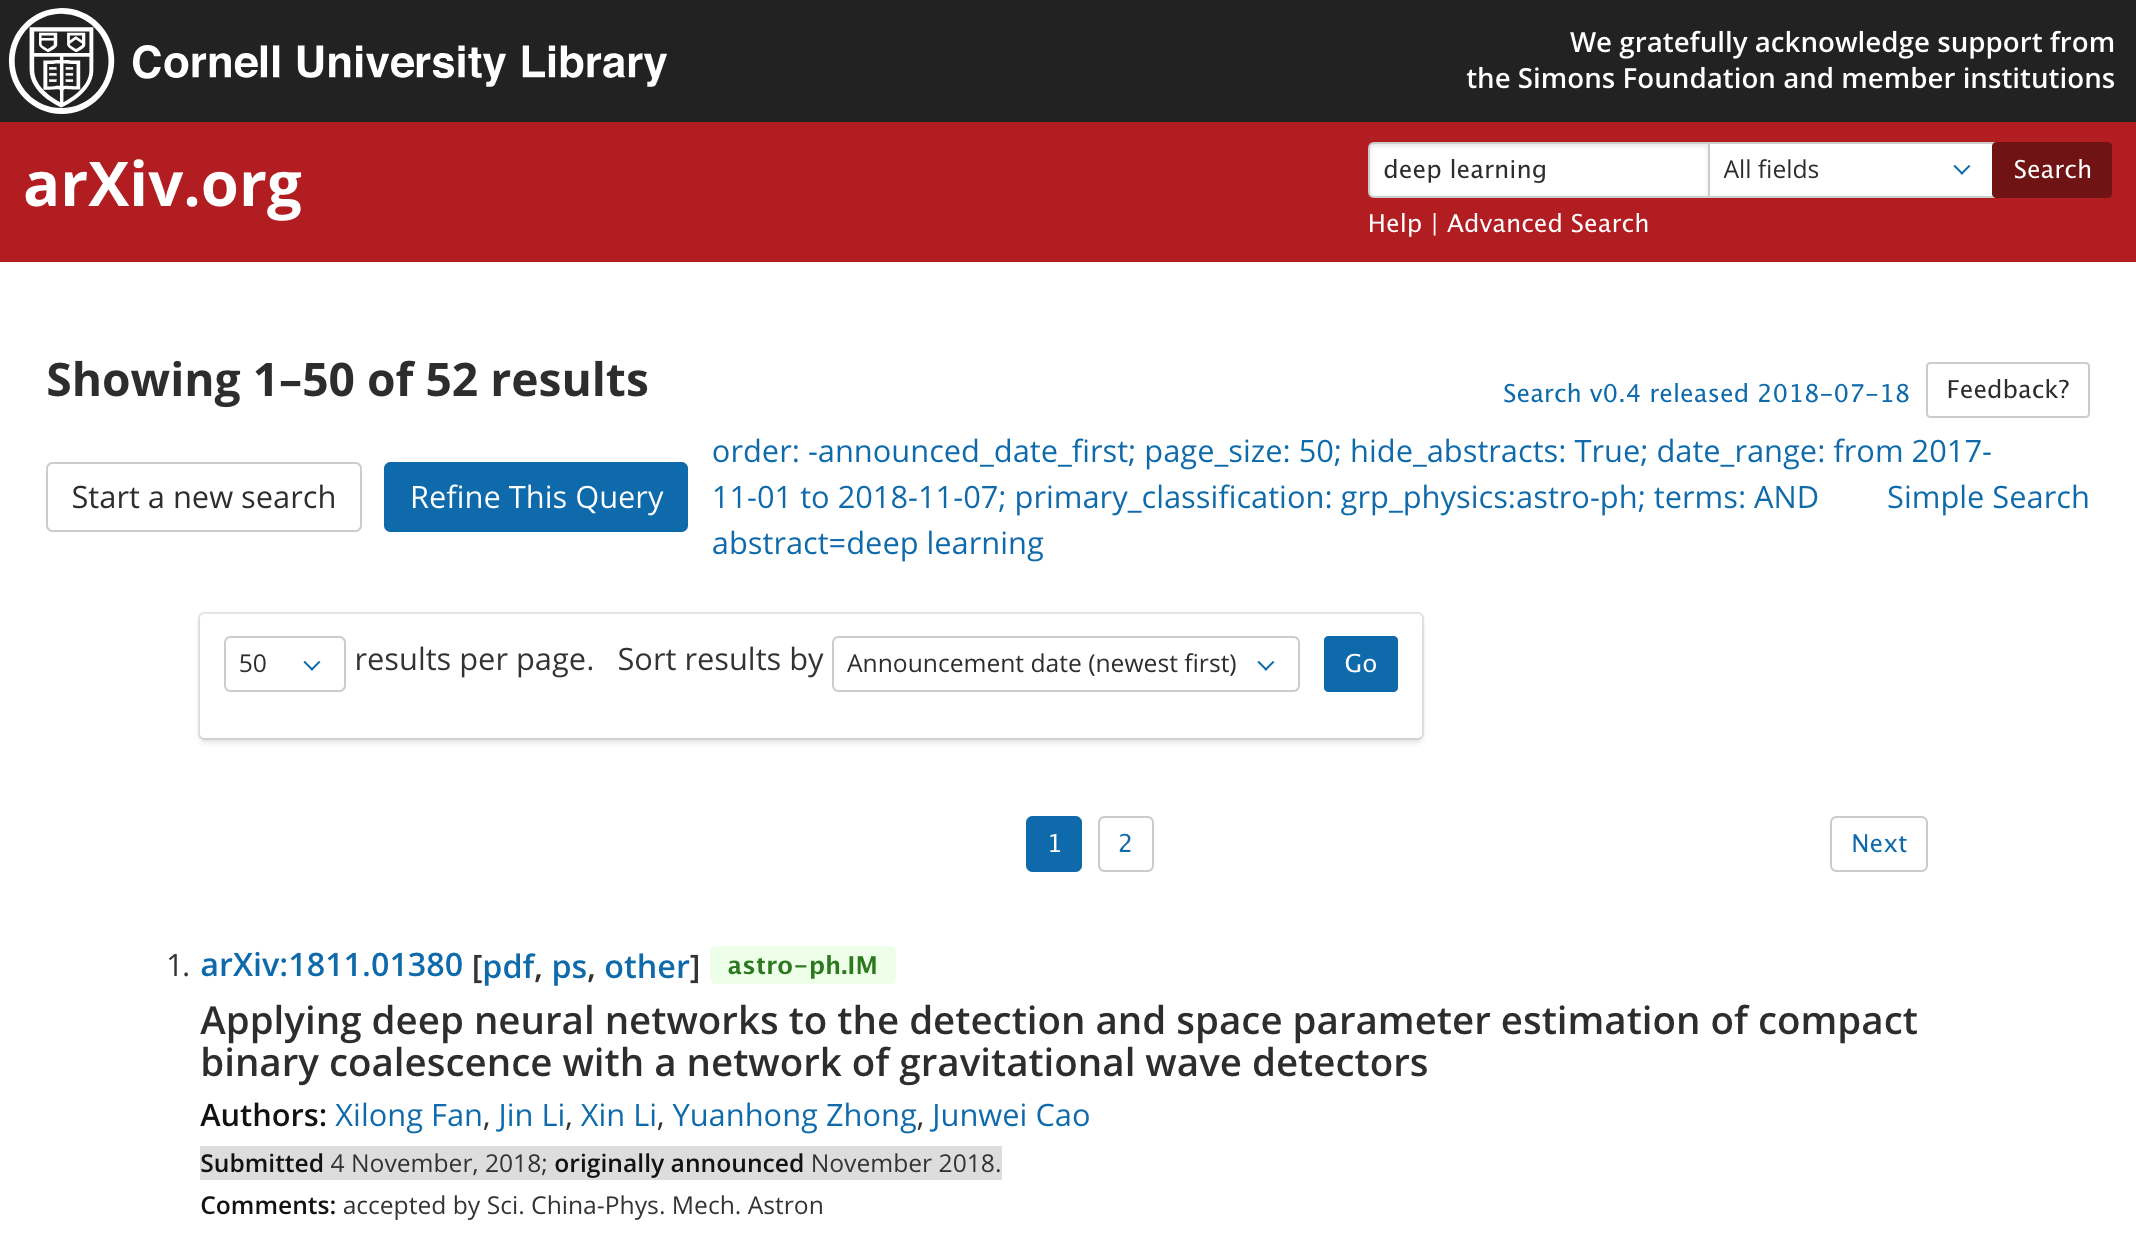 Cornell University Library
We gratefully acknowledge support from
the Simons Foundation and member institutions
arXiv.org
deep learning All fields Search
Help | Advanced Search
Showing 1–50 of 52 results
Search v0.4 released 2018-07-18 Feedback?
Start a new search Refine This Query
order: -announced_date_first; page_size: 50; hide_abstracts: True; date_range: from 2017-
11-01 to 2018-11-07; primary_classification: grp_physics:astro-ph; terms: AND
abstract=deep learning
Simple Search
50 results per page. Sort results by Announcement date (newest first) Go
1 2 Next
1. arXiv:1811.01380 [pdf, ps, other] astro-ph.IM
Applying deep neural networks to the detection and space parameter estimation of compact
binary coalescence with a network of gravitational wave detectors
Authors: Xilong Fan, Jin Li, Xin Li, Yuanhong Zhong, Junwei Cao
Submitted 4 November, 2018; originally announced November 2018.
Comments: accepted by Sci. China-Phys. Mech. Astron